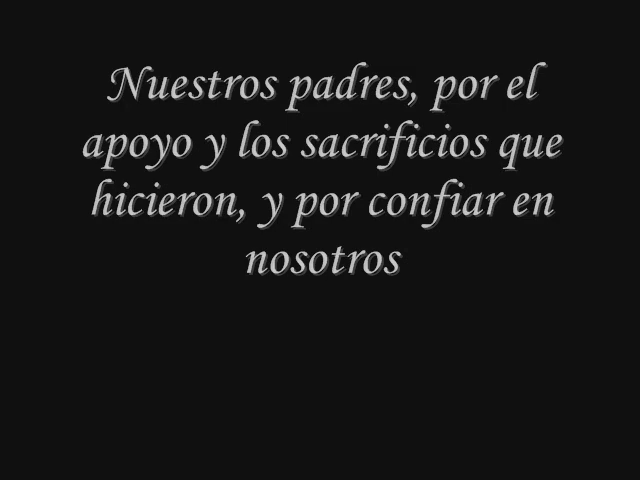 Nuestros padres, por el
apoyo y los sacrificios que
hicieron, y por confiar en
nosotros